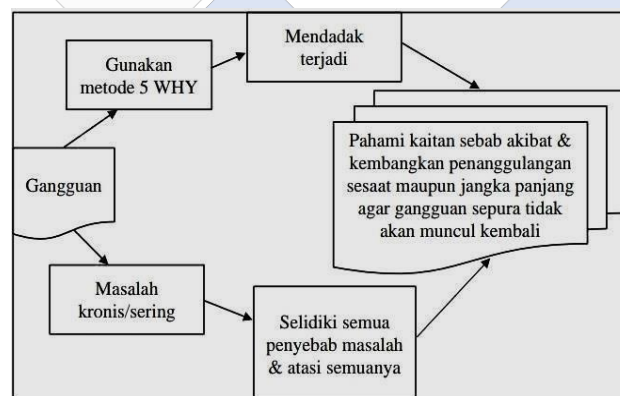 Mendadak
terjadi
Gunakan
metode 5 WHY
Pahami kaitan sebab akibat &
kembangkan penanggulangan
sesaat maupun jangka panjang
agar gangguan sepura tidak
akan muncul kembali
Gangguan
Masalah
kronis/sering
Selidiki semua
penyebab masalah
& atasi semuanya